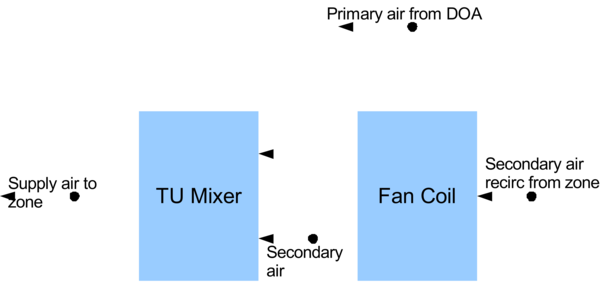 Primary air from DOA
Supply air to
zone
TU Mixer
Secondary
air
Fan Coil
Secondary air
recirc from zone